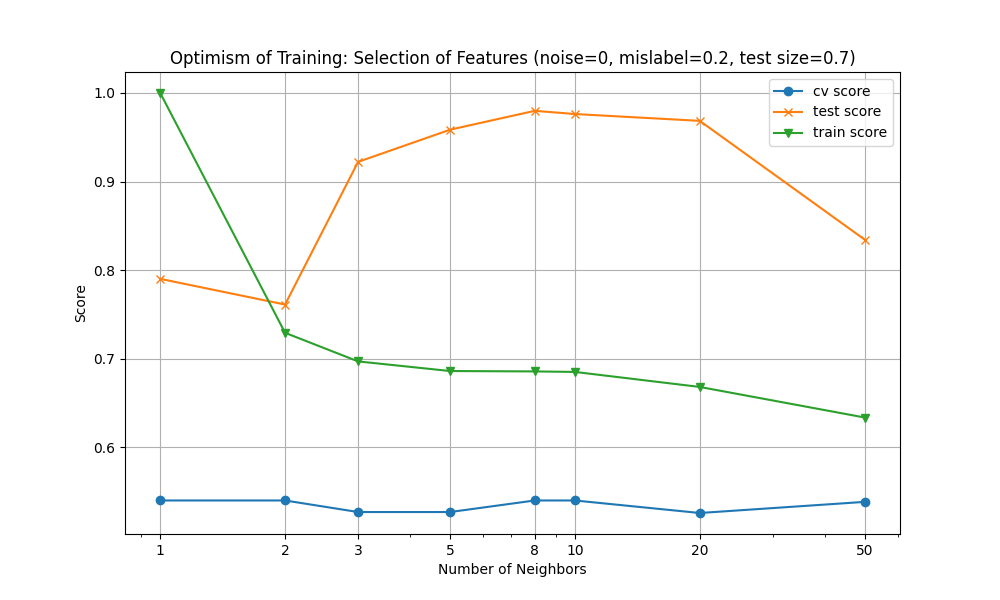 Optimism of Training: Selection of Features (noise=0, mislabel=0.2, test size=0.7)
cv score
test score
train score
1.0
0.9
0.8
0.7
0.6
Score
1 2 3 5 8 10 20 50
Number of Neighbors